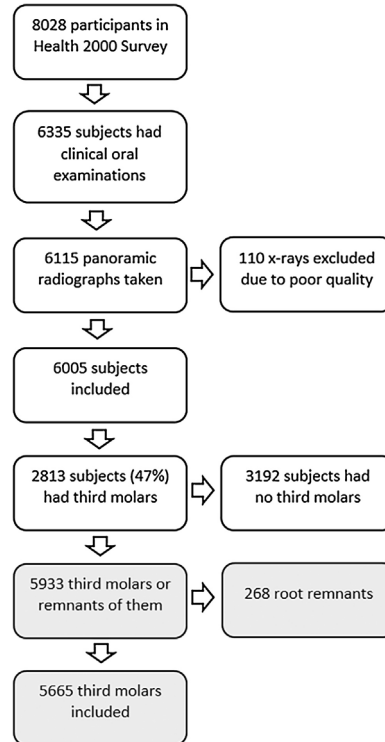 8028 participants in
Health 2000 Survey
6335 subjects had
clinical oral
examinations
6115 panoramic
radiographs taken
110 x-rays excluded
due to poor quality
6005 subjects
included
2813 subjects (47%)
had third molars
3192 subjects had
no third molars
5933 third molars or
remnants of them
268 root remnants
5665 third molars
included